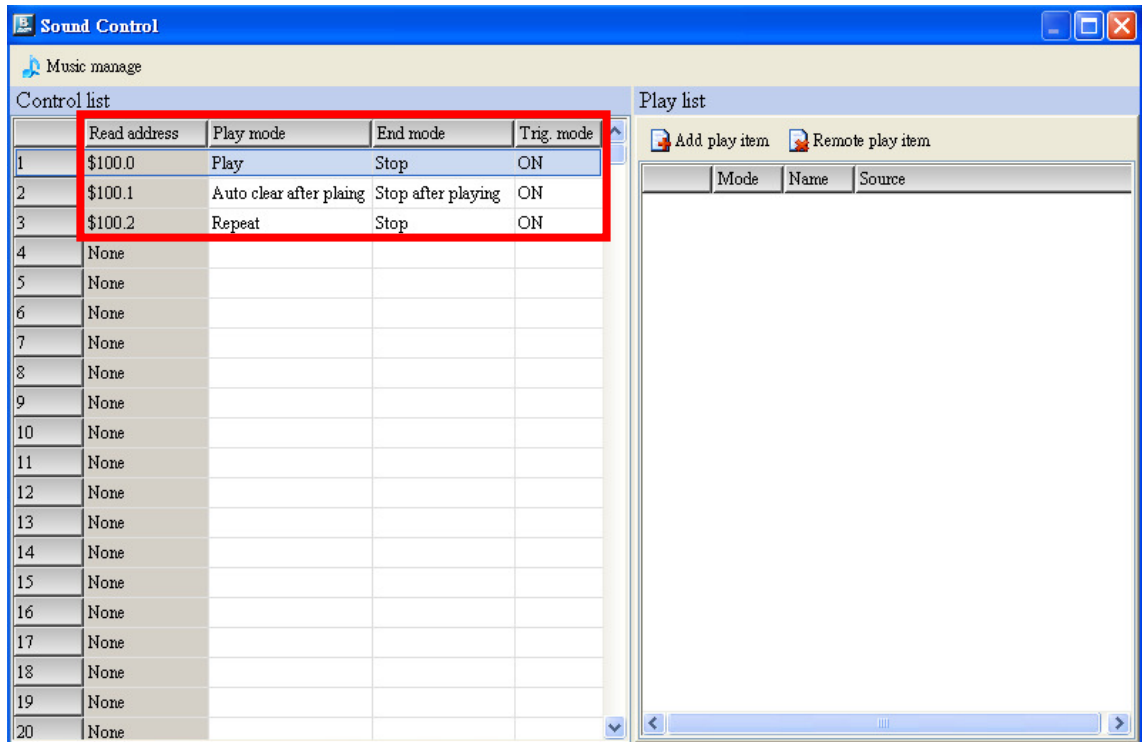 Sound Control
Music manage
Control list
Read address Play mode End mode Trig. mode
1 $100.0 Play Stop ON
2 $100.1 Auto clear after plaing Stop after playing ON
3 $100.2 Repeat Stop ON
4 None
5 None
6 None
7 None
8 None
9 None
10 None
11 None
12 None
13 None
14 None
15 None
16 None
17 None
18 None
19 None
20 None
Play list
Add play item Remote play item
Mode Name Source